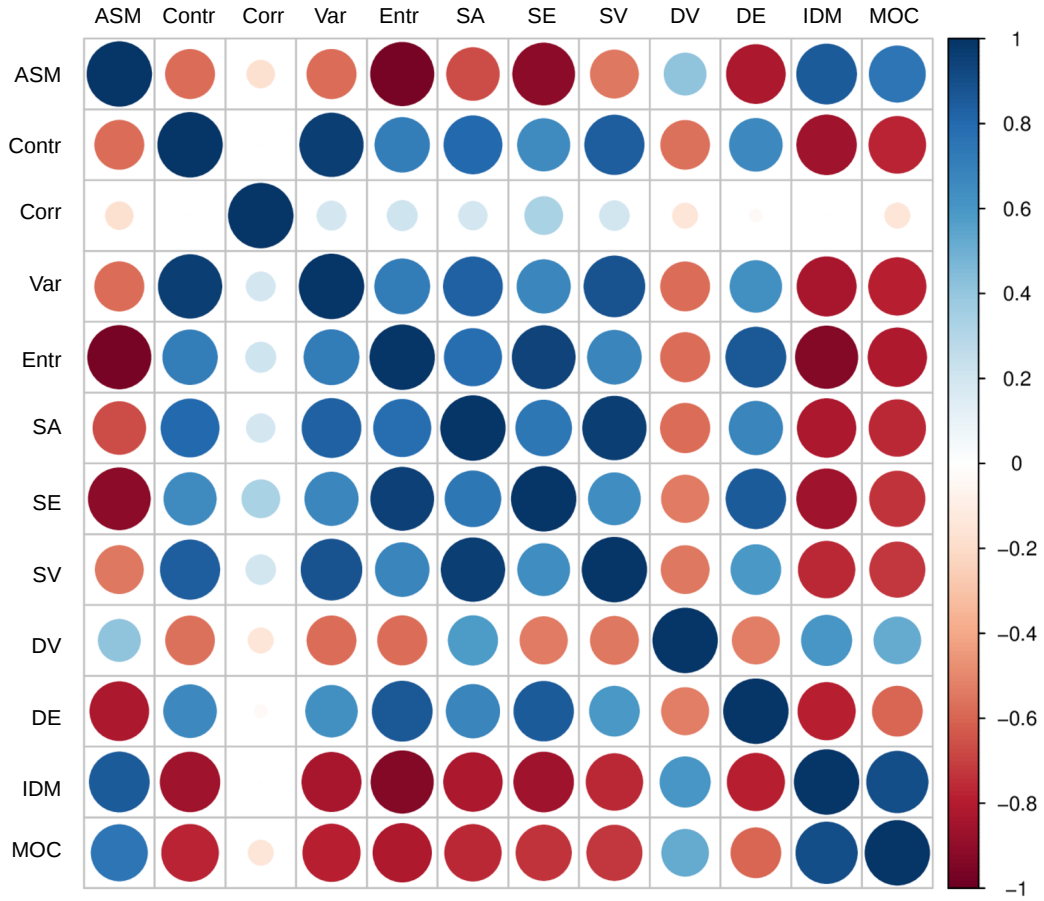 ASM Contr Corr Var Entr SA SE SV DV DE IDM MOC
ASM
Contr
Corr
Var
Entr
SA
SE
SV
DV
DE
IDM
MOC
1
0.8
0.6
0.4
0.2
0
−0.2
−0.4
−0.6
−0.8
−1